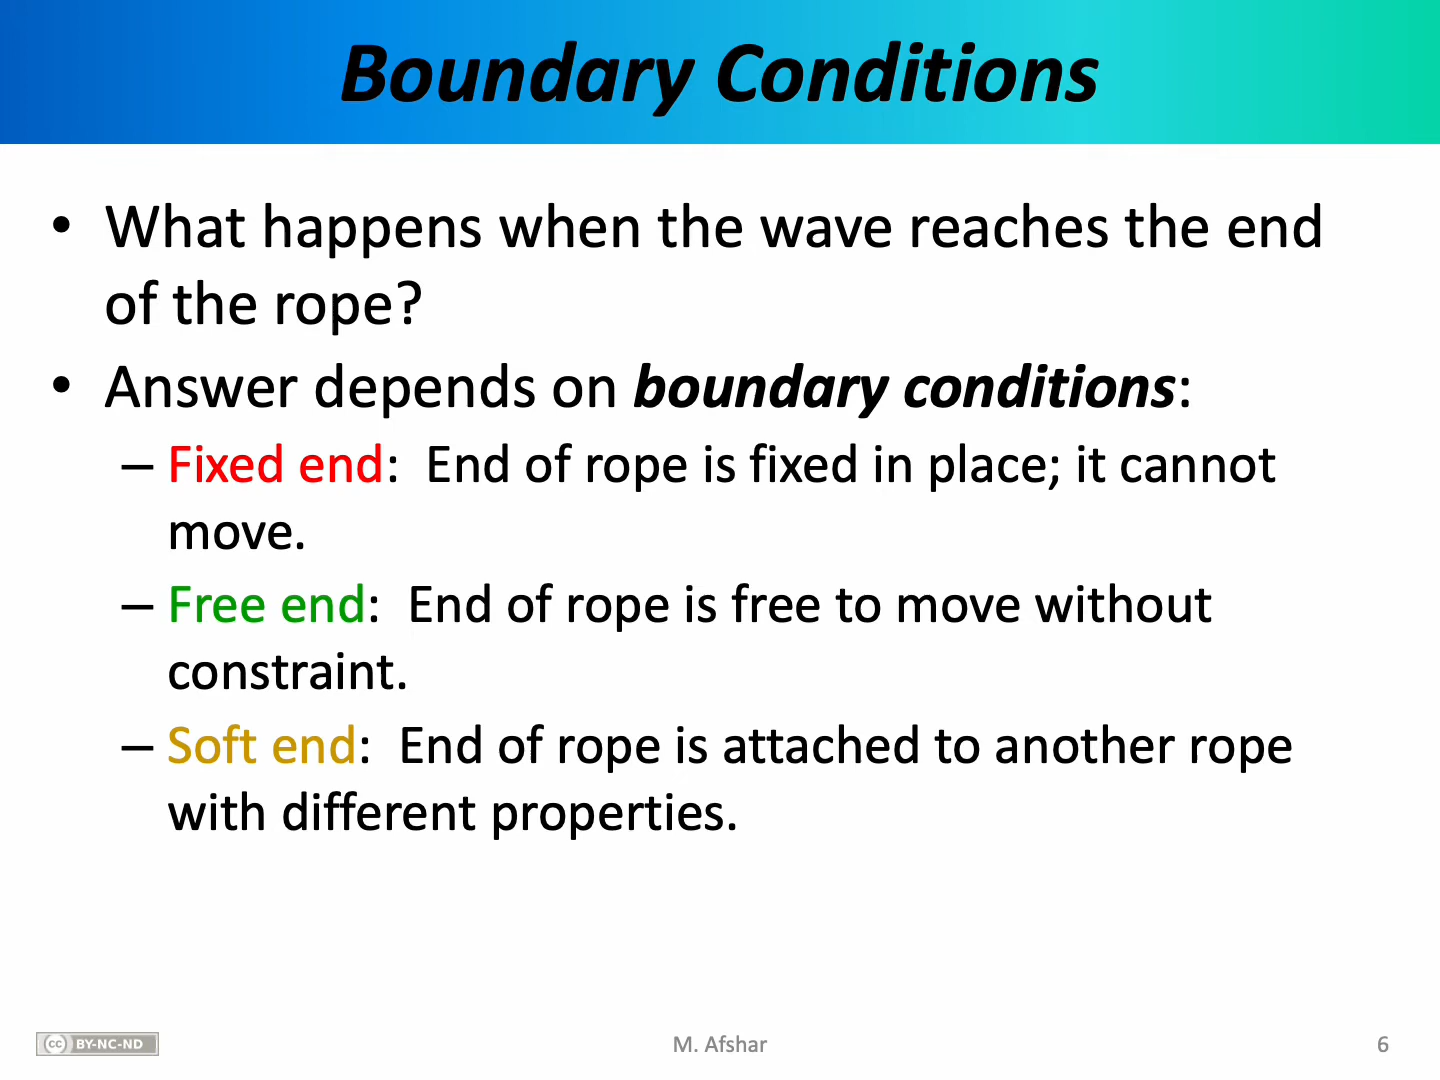 Boundary Conditions
• What happens when the wave reaches the end
of the rope?
• Answer depends on boundary conditions:
– Fixed end:  End of rope is fixed in place; it cannot
move.
– Free end:  End of rope is free to move without
constraint.
– Soft end:  End of rope is attached to another rope
with different properties.
cc BY-NC-ND
M. Afshar
6